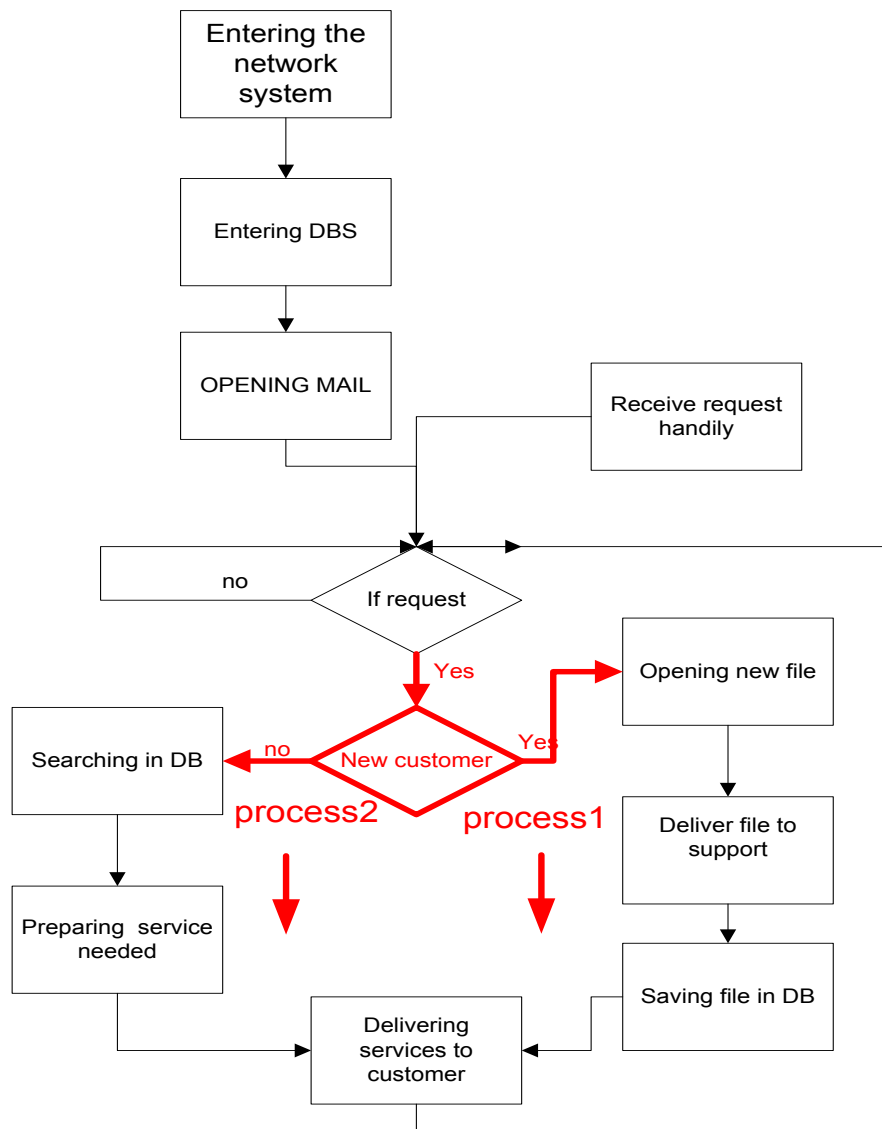 Entering the
network
system
Entering DBS
OPENING MAIL
Receive request
handily
no
If request
Yes
Opening new file
Searching in DB
no
New customer
Yes
process2
process1
Deliver file to
support
Preparing service
needed
Saving file in DB
Delivering
services to
customer